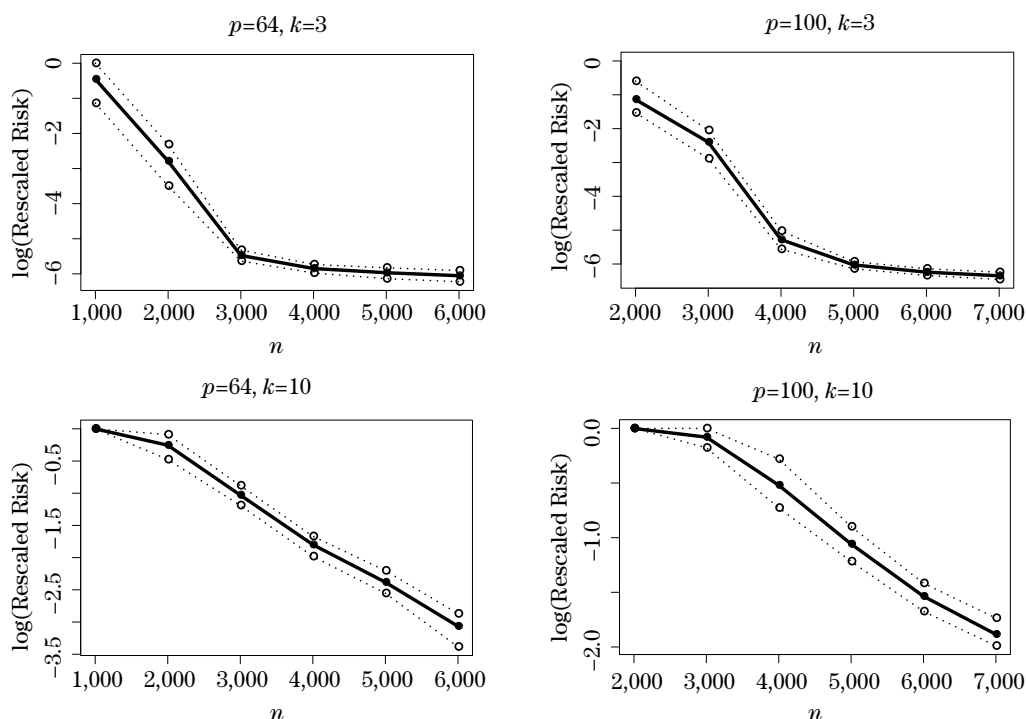 p=64, k=3
log(Rescaled Risk)
0
−2
−4
−6
1,000 2,000 3,000 4,000 5,000 6,000
n
p=100, k=3
log(Rescaled Risk)
0
−2
−4
−6
2,000 3,000 4,000 5,000 6,000 7,000
n
p=64, k=10
log(Rescaled Risk)
−0.5
−1.5
−2.5
−3.5
1,000 2,000 3,000 4,000 5,000 6,000
n
p=100, k=10
log(Rescaled Risk)
0.0
−1.0
−2.0
2,000 3,000 4,000 5,000 6,000 7,000
n